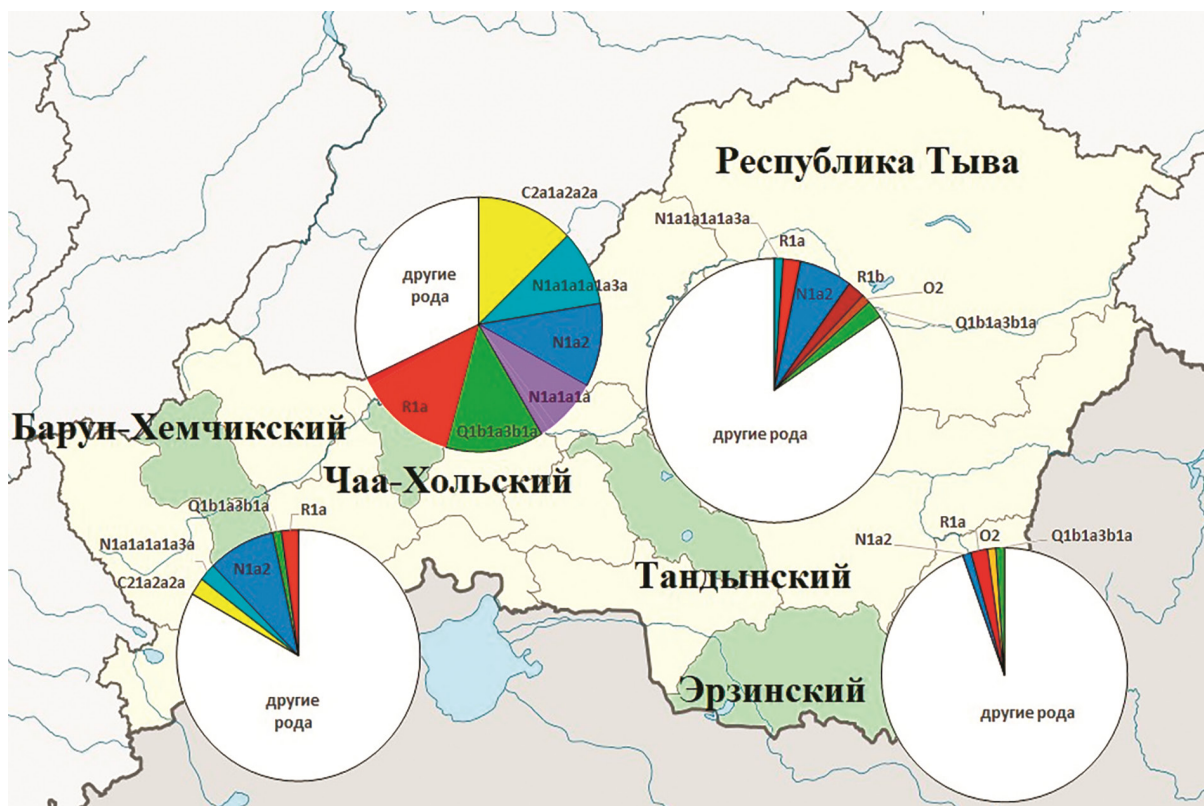 Республика Тыва
C2a1a2a2a
N1a1a1a1a3a
N1a2
N1a1a1a
Q1b1a3b1a
R1a
другие
рода
N1a1a1a1a3a
R1a
N1a2
R1b
O2
Q1b1a3b1a
другие рода
Барун-Хемчикский
Чаа-Хольский
Q1b1a3b1a
R1a
N1a1a1a1a3a
N1a2
C21a2a2a
другие
рода
Тандынский
R1a
N1a2
O2
Q1b1a3b1a
другие рода
Эрзинский